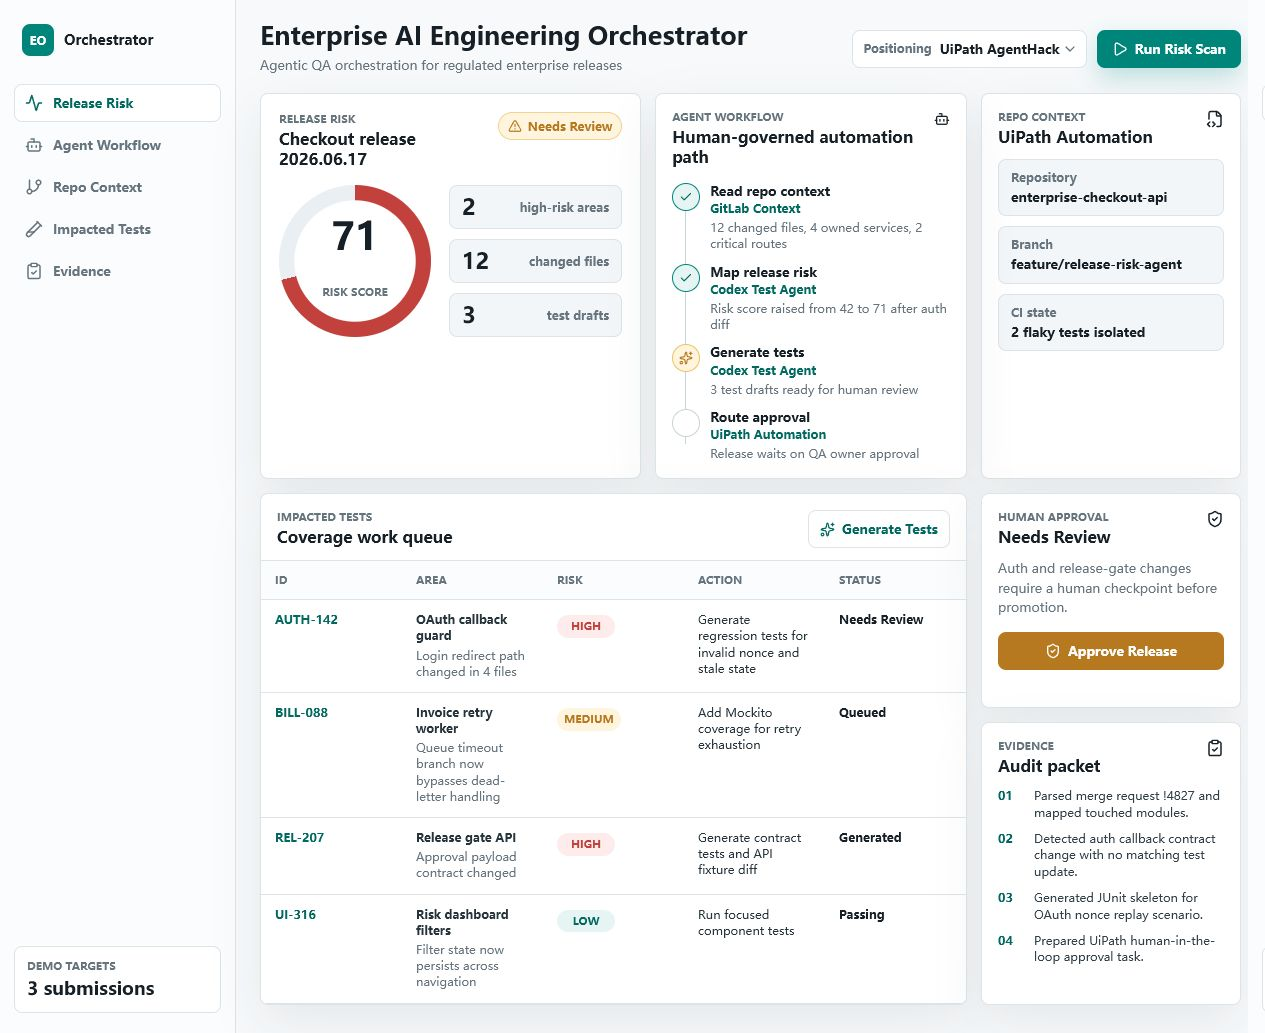 EO
Orchestrator
Release Risk
Agent Workflow
Repo Context
Impacted Tests
Evidence
DEMO TARGETS
3 submissions
Enterprise AI Engineering Orchestrator
Agentic QA orchestration for regulated enterprise releases
Positioning UiPath AgentHack
Run Risk Scan
RELEASE RISK
Checkout release
2026.06.17
Needs Review
71
RISK SCORE
2 high-risk areas
12 changed files
3 test drafts
AGENT WORKFLOW
Human-governed automation
path
Read repo context
GitLab Context
12 changed files, 4 owned services, 2
critical routes
Map release risk
Codex Test Agent
Risk score raised from 42 to 71 after auth
diff
Generate tests
Codex Test Agent
3 test drafts ready for human review
Route approval
UiPath Automation
Release waits on QA owner approval
REPO CONTEXT
UiPath Automation
Repository
enterprise-checkout-api
Branch
feature/release-risk-agent
CI state
2 flaky tests isolated
IMPACTED TESTS
Coverage work queue
Generate Tests
ID AREA RISK ACTION STATUS
AUTH-142
OAuth callback
guard
Login redirect path
changed in 4 files
HIGH
Generate
regression tests for
invalid nonce and
stale state
Needs Review
BILL-088
Invoice retry
worker
Queue timeout
branch now
bypasses dead-
letter handling
MEDIUM
Add Mockito
coverage for retry
exhaustion
Queued
REL-207
Release gate API
Approval payload
contract changed
HIGH
Generate contract
tests and API
fixture diff
Generated
UI-316
Risk dashboard
filters
Filter state now
persists across
navigation
LOW
Run focused
component tests
Passing
HUMAN APPROVAL
Needs Review
Auth and release-gate changes
require a human checkpoint before
promotion.
Approve Release
EVIDENCE
Audit packet
01 Parsed merge request !4827 and
mapped touched modules.
02 Detected auth callback contract
change with no matching test
update.
03 Generated JUnit skeleton for
OAuth nonce replay scenario.
04 Prepared UiPath human-in-the-
loop approval task.